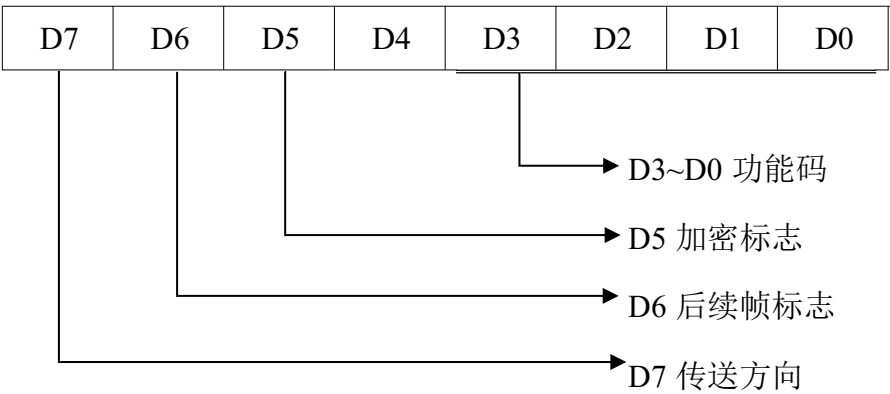 D7 D6 D5 D4 D3 D2 D1 D0
D3~D0 功能码
D5 加密标志
D6 后续帧标志
D7 传送方向